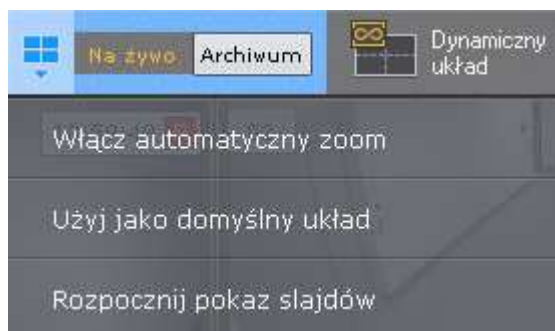 Na żywo Archiwum
Dynamiczny
układ
Włącz automatyczny zoom
Użyj jako domyślny układ
Rozpocznij pokaz slajdów